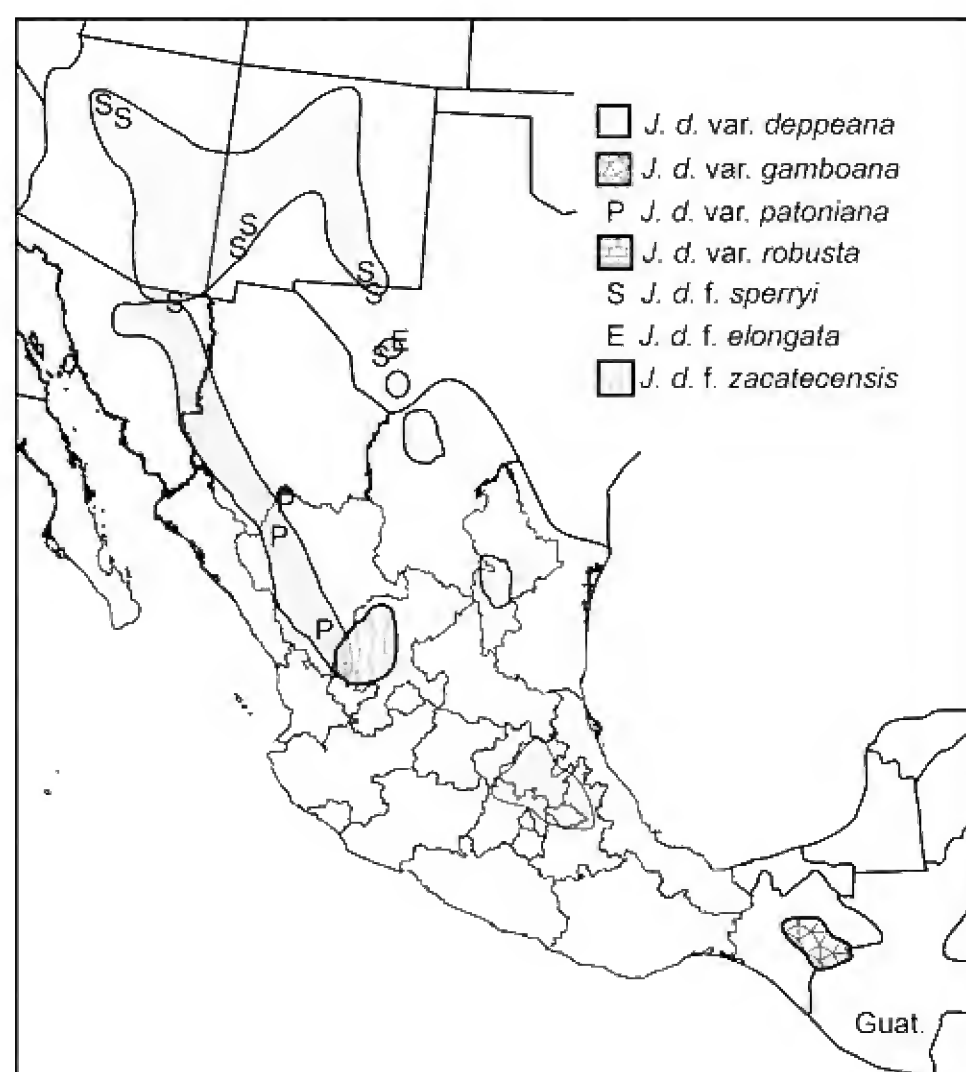 J. d. var. deppeana
J. d. var. gamboana
P J. d. var. patoniana
J. d. var. robusta
S J. d. f. sperryi
E J. d. f. elongata
J. d. f. zacatecensis
S
S
S
S
S
S
S
E
S
P
P
P
Guat.